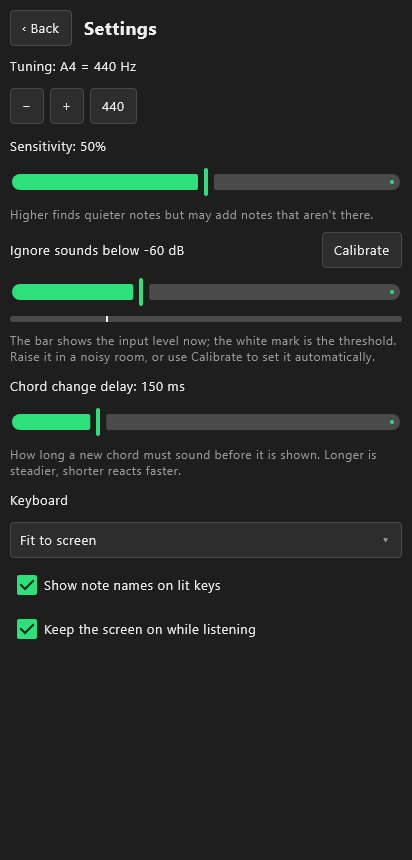 ‹ Back
Settings
Tuning: A4 = 440 Hz
− + 440
Sensitivity: 50%
Higher finds quieter notes but may add notes that aren't there.
Ignore sounds below -60 dB
Calibrate
The bar shows the input level now; the white mark is the threshold.
Raise it in a noisy room, or use Calibrate to set it automatically.
Chord change delay: 150 ms
How long a new chord must sound before it is shown. Longer is
steadier, shorter reacts faster.
Keyboard
Fit to screen
Show note names on lit keys
Keep the screen on while listening